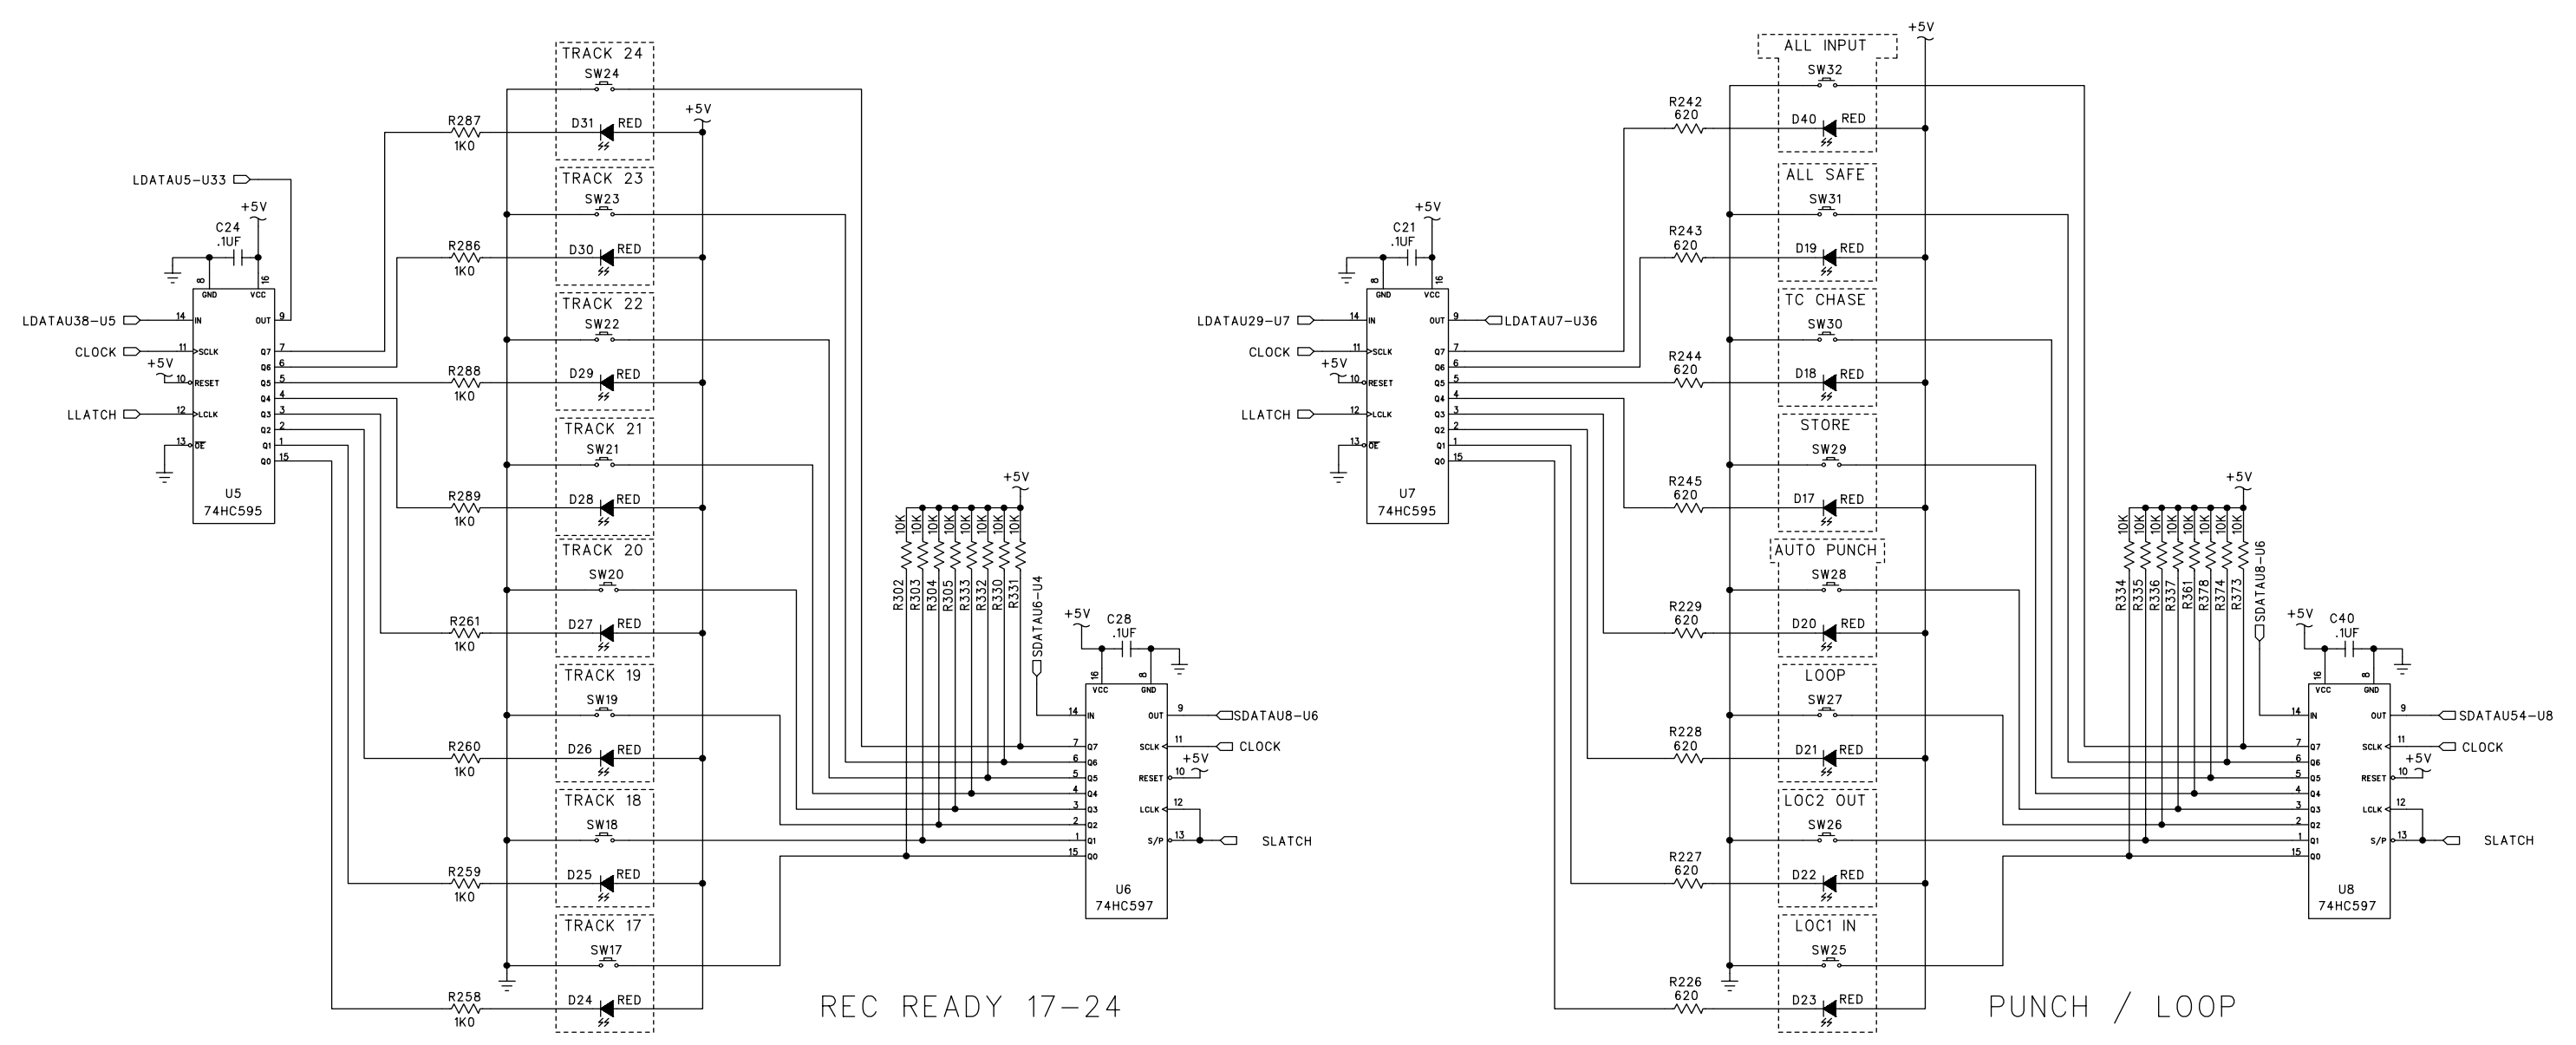 TRACK 24
SW24
D31 RED
R287
1K0
+5V
TRACK 23
SW23
D30 RED
R286
1K0
TRACK 22
SW22
D29 RED
R288
1K0
TRACK 21
SW21
D28 RED
R289
1K0
TRACK 20
SW20
D27 RED
R261
1K0
TRACK 19
SW19
D26 RED
R260
1K0
TRACK 18
SW18
D25 RED
R259
1K0
TRACK 17
SW17
D24 RED
R258
1K0
LDATAU5-U33
+5V
C24
.1UF
8
16
GND
VCC
LDATAU38-U5 14 IN
OUT 9
CLOCK 11 SCLK
Q7 7
Q6 6
+5V
10 RESET
Q5 5
Q4 4
LLATCH 12 LCLK
Q3 3
Q2 2
13 OE
Q1 1
Q0 15
U5
74HC595
+5V
10K 10K 10K 10K 10K 10K 10K 10K
R302 R303 R304 R305 R333 R332 R330 R331
SDATAU6-U4
+5V
C28
.1UF
16
8
VCC
GND
14 IN
OUT 9 SDATAU8-U6
7 Q7
SCLK 11 CLOCK
6 Q6
+5V
5 Q5
RESET 10
4 Q4
3 Q3
LCLK 12
2 Q2
1 Q1
S/P 13 SLATCH
15 Q0
U6
74HC597
REC READY 17-24
+5V
ALL INPUT
SW32
D40 RED
R242
620
ALL SAFE
SW31
D19 RED
R243
620
TC CHASE
SW30
D18 RED
R244
620
STORE
SW29
D17 RED
R245
620
AUTO PUNCH
SW28
D20 RED
R229
620
LOOP
SW27
D21 RED
R228
620
LOC2 OUT
SW26
D22 RED
R227
620
LOC1 IN
SW25
D23 RED
R226
620
+5V
C21
.1UF
8
16
GND
VCC
LDATAU29-U7 14 IN
OUT 9 LDATAU7-U36
CLOCK 11 SCLK
Q7 7
Q6 6
+5V
10 RESET
Q5 5
Q4 4
LLATCH 12 LCLK
Q3 3
Q2 2
13 OE
Q1 1
Q0 15
U7
74HC595
+5V
10K 10K 10K 10K 10K 10K 10K 10K
R334 R335 R336 R337 R361 R378 R374 R373
SDATAU8-U6
+5V
C40
.1UF
16
8
VCC
GND
14 IN
OUT 9 SDATAU54-U8
7 Q7
SCLK 11 CLOCK
6 Q6
+5V
5 Q5
RESET 10
4 Q4
3 Q3
LCLK 12
2 Q2
1 Q1
S/P 13 SLATCH
15 Q0
U8
74HC597
PUNCH / LOOP